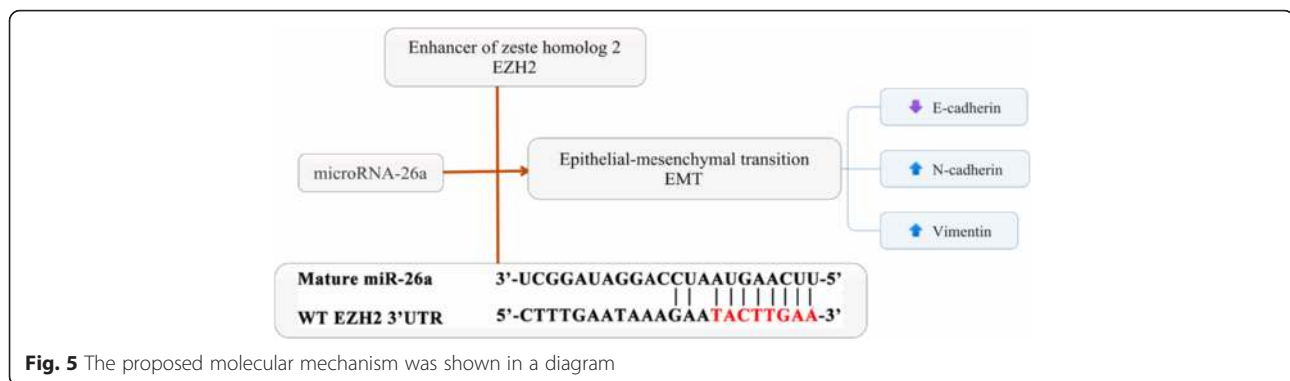 Enhancer of zeste homolog 2
EZH2
microRNA-26a
Epithelial-mesenchymal transition
EMT
E-cadherin
N-cadherin
Vimentin
Mature miR-26a 3’-UCGGAUAGGACCUAAUGAACUU-5’
WT EZH2 3’UTR 5’-CTTTGAATAAAGAATACTTGAA-3’
Fig. 5 The proposed molecular mechanism was shown in a diagram